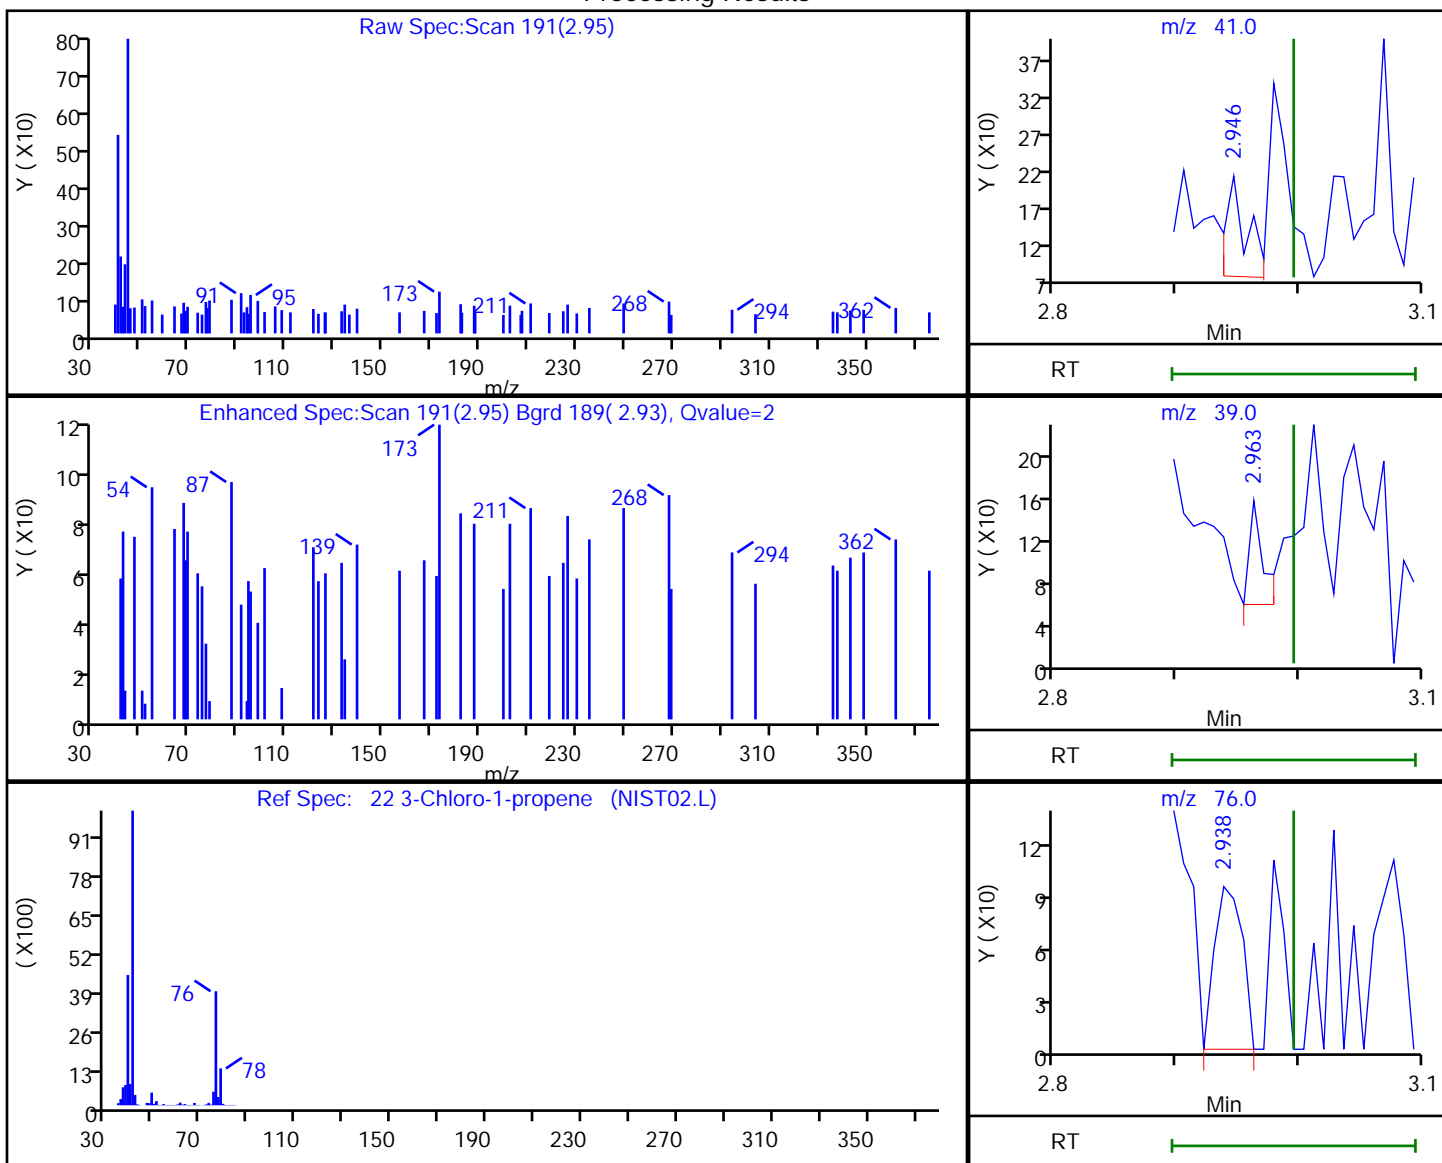 Processing Results
Raw Spec:Scan 191(2.95)
Y ( X10)
80
70
60
50
40
30
20
10
0
91
95
173
211
268
294
362
30 70 110 150 190 230 270 310 350
m/z
m/z 41.0
Y ( X10)
37
32
27
22
17
12
7
2.946
2.8 3.1
Min
RT
Enhanced Spec:Scan 191(2.95) Bgrd 189( 2.93), Qvalue=2
Y ( X10)
12
10
8
6
4
2
0
54
87
139
173
211
268
294
362
30 70 110 150 190 230 270 310 350
m/z
m/z 39.0
Y ( X10)
20
16
12
8
4
0
2.963
2.8 3.1
Min
RT
Ref Spec: 22 3-Chloro-1-propene (NIST02.L)
( X100)
91
78
65
52
39
26
13
0
76
78
30 70 110 150 190 230 270 310 350
m/z 76.0
Y ( X10)
12
9
6
3
0
2.938
2.8 3.1
Min
RT